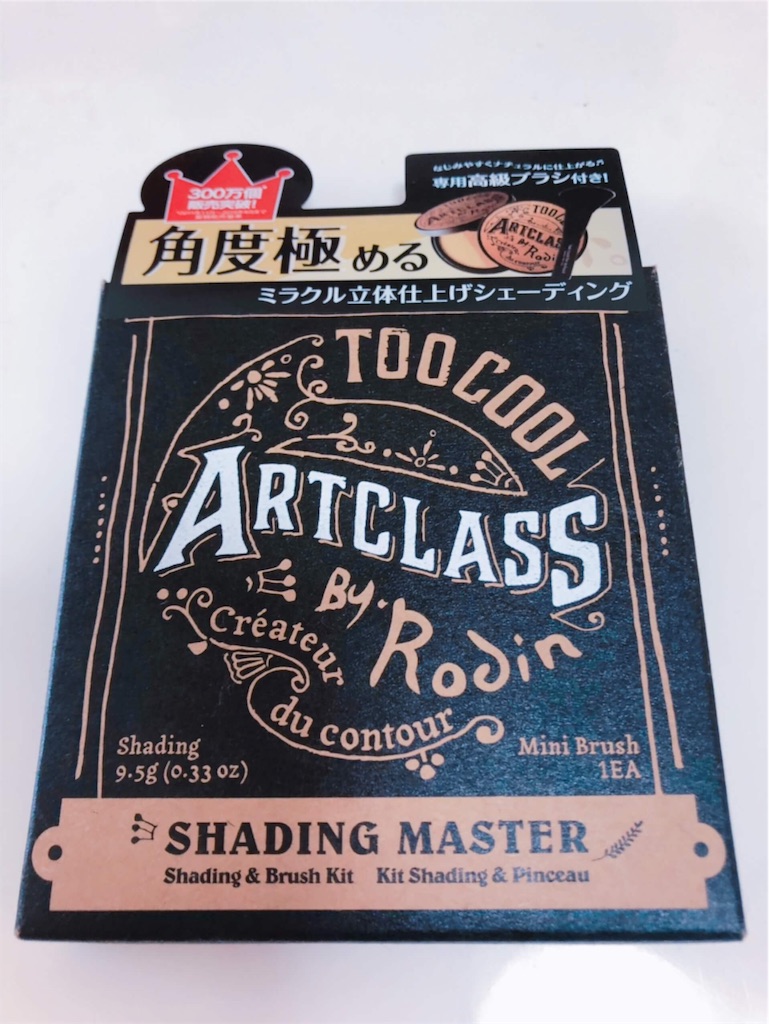 300万個*
販売突破!
なじみやすくナチュラルに仕上がる♬
専用高級ブラシ付き!
角度極める
ミラクル立体仕上げシェーディング
TOO COOL
ARTCLASS
By Rodin
Créateur
du contour
Shading
9.5g (0.33 oz)
Mini Brush
1EA
SHADING MASTER
Shading & Brush Kit Kit Shading & Pinceau